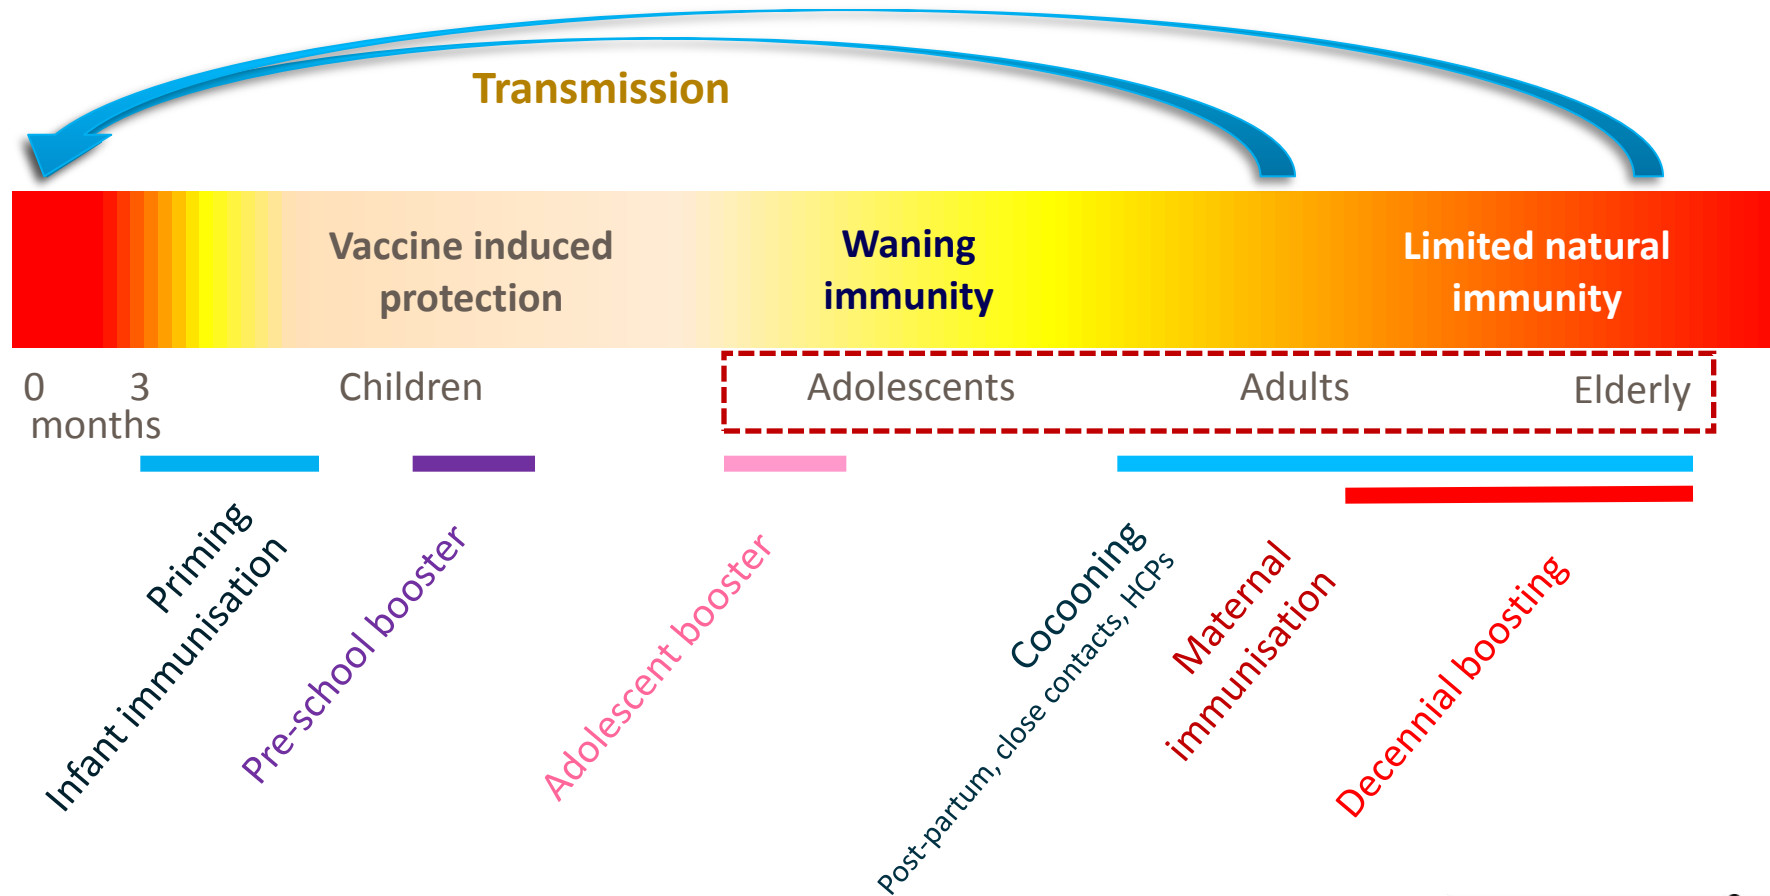 Transmission
Vaccine induced
protection
Waning
immunity
Limited natural
immunity
0
3
months
Children
Adolescents
Adults
Elderly
Priming
Infant immunisation
Pre-school booster
Adolescent booster
Cocooning
Post-partum, close contacts, HCPs
Maternal
immunisation
Decennial boosting